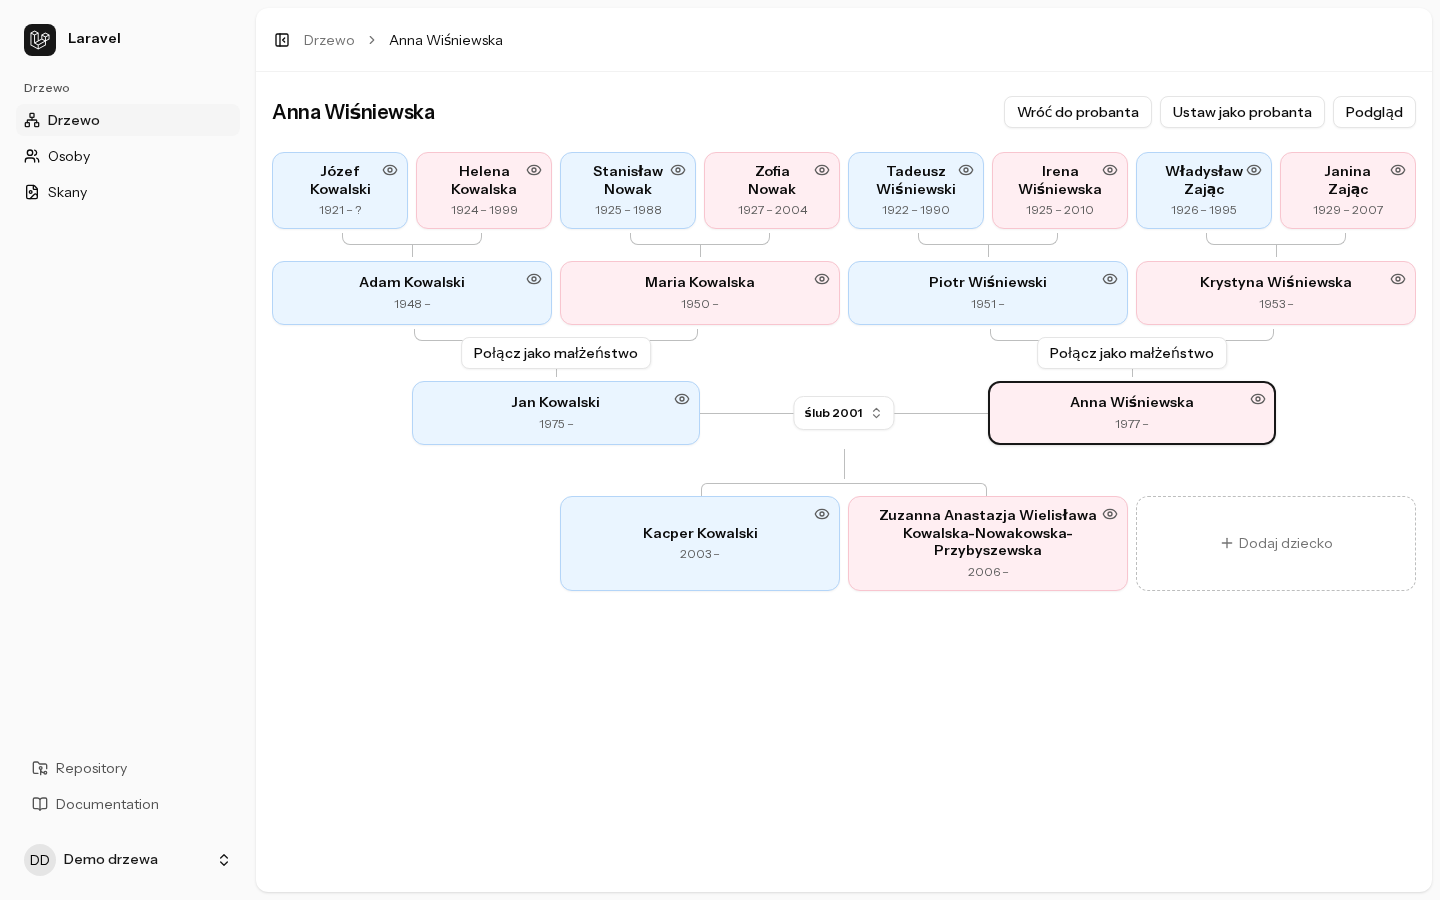 Laravel
Drzewo
Drzewo
Osoby
Skany
Repository
Documentation
DD
Demo drzewa
Drzewo
Anna Wiśniewska
Anna Wiśniewska
Wróć do probanta
Ustaw jako probanta
Podgląd
Józef
Kowalski
1921 – ?
Helena
Kowalska
1924 – 1999
Stanisław
Nowak
1925 – 1988
Zofia
Nowak
1927 – 2004
Tadeusz
Wiśniewski
1922 – 1990
Irena
Wiśniewska
1925 – 2010
Władysław
Zając
1926 – 1995
Janina
Zając
1929 – 2007
Adam Kowalski
1948 –
Maria Kowalska
1950 –
Piotr Wiśniewski
1951 –
Krystyna Wiśniewska
1953 –
Połącz jako małżeństwo
Połącz jako małżeństwo
Jan Kowalski
1975 –
ślub 2001
Anna Wiśniewska
1977 –
Kacper Kowalski
2003 –
Zuzanna Anastazja Wielisława
Kowalska-Nowakowska-
Przybyszewska
2006 –
Dodaj dziecko